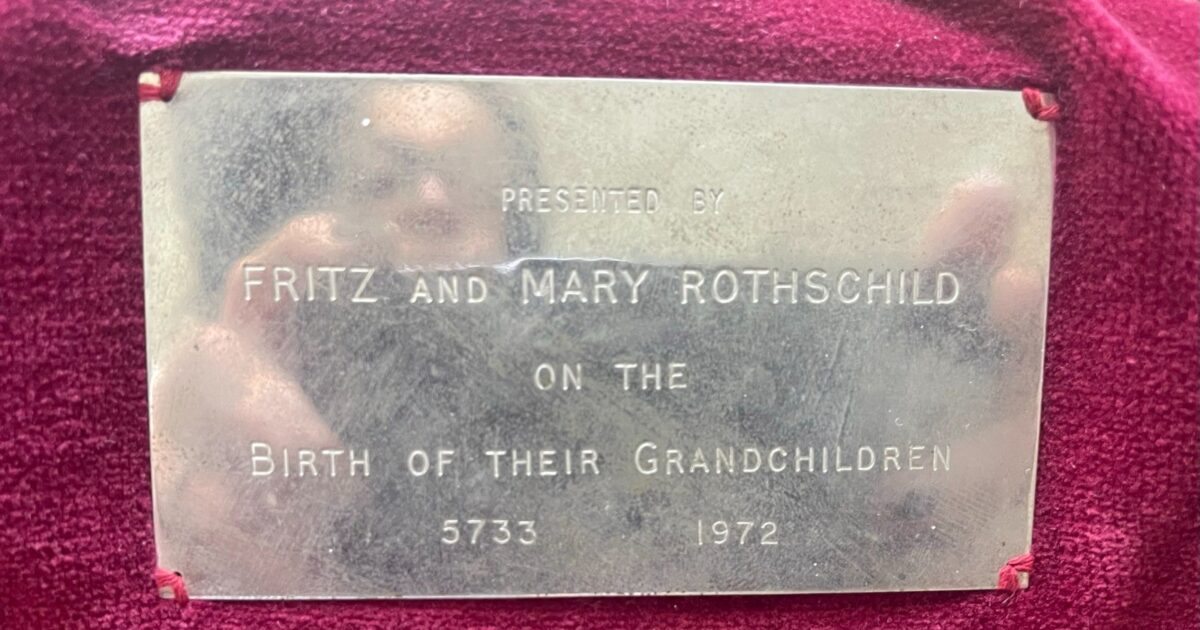 PRESENTED BY
FRITZ AND MARY ROTHSCHILD
ON THE
BIRTH OF THEIR GRANDCHILDREN
5733 1972